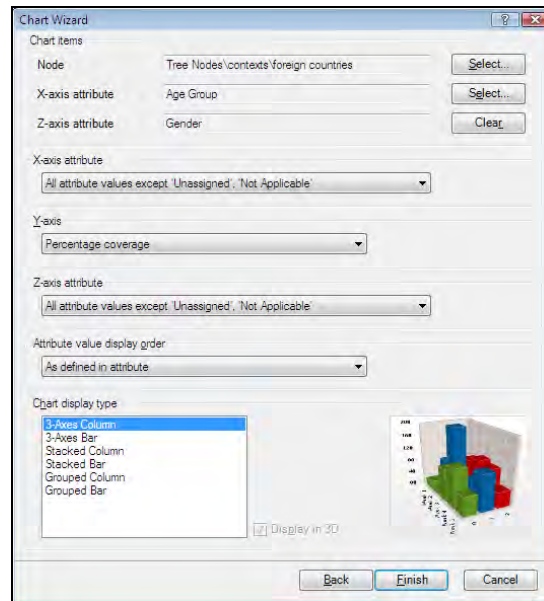 Chart Wizard
Chart items
Node Tree Nodes\contexts\foreign countries Select...
X-axis attribute Age Group Select...
Z-axis attribute Gender Clear
X-axis attribute
All attribute values except 'Unassigned', 'Not Applicable'
Y-axis
Percentage coverage
Z-axis attribute
All attribute values except 'Unassigned', 'Not Applicable'
Attribute value display order
As defined in attribute
Chart display type
3-Axes Column
3-Axes Bar
Stacked Column
Stacked Bar
Grouped Column
Grouped Bar
Display in 3D
Back Finish Cancel